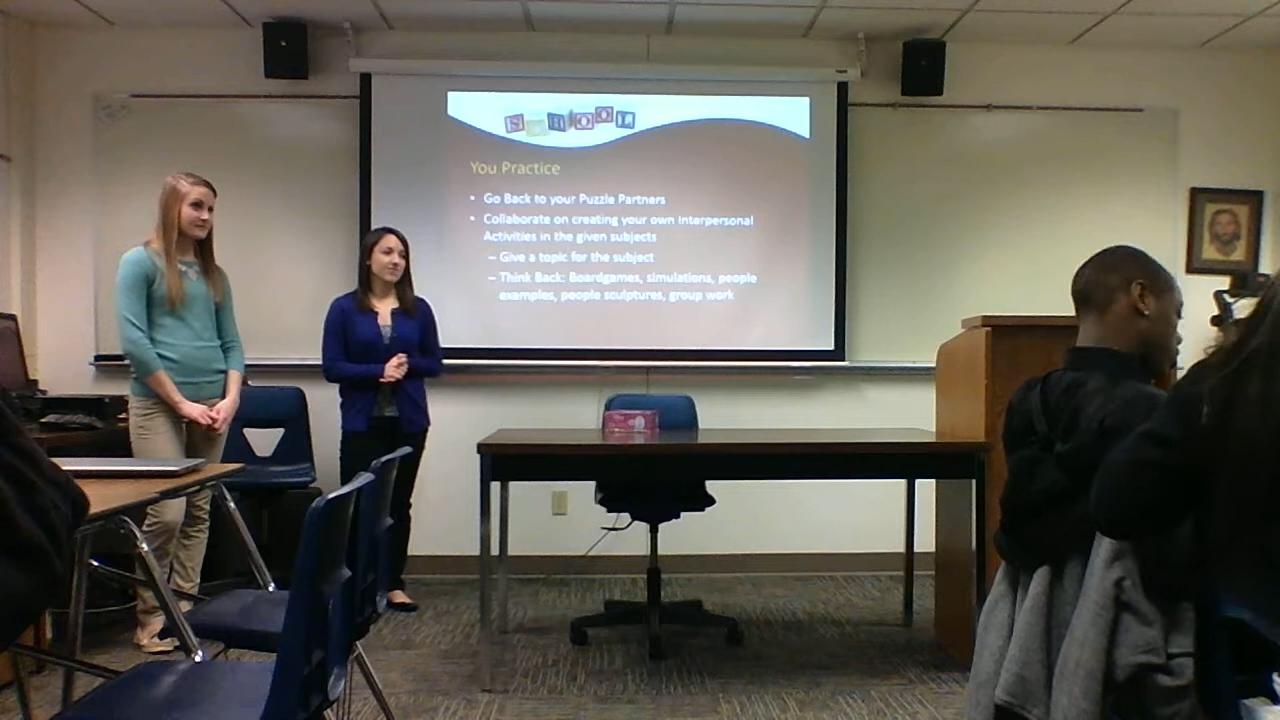 SCHOOL
You Practice
• Go Back to your Puzzle Partners
• Collaborate on creating your own Interpersonal
Activities in the given subjects
– Give a topic for the subject
– Think Back: Boardgames, simulations, people
examples, people sculptures, group work